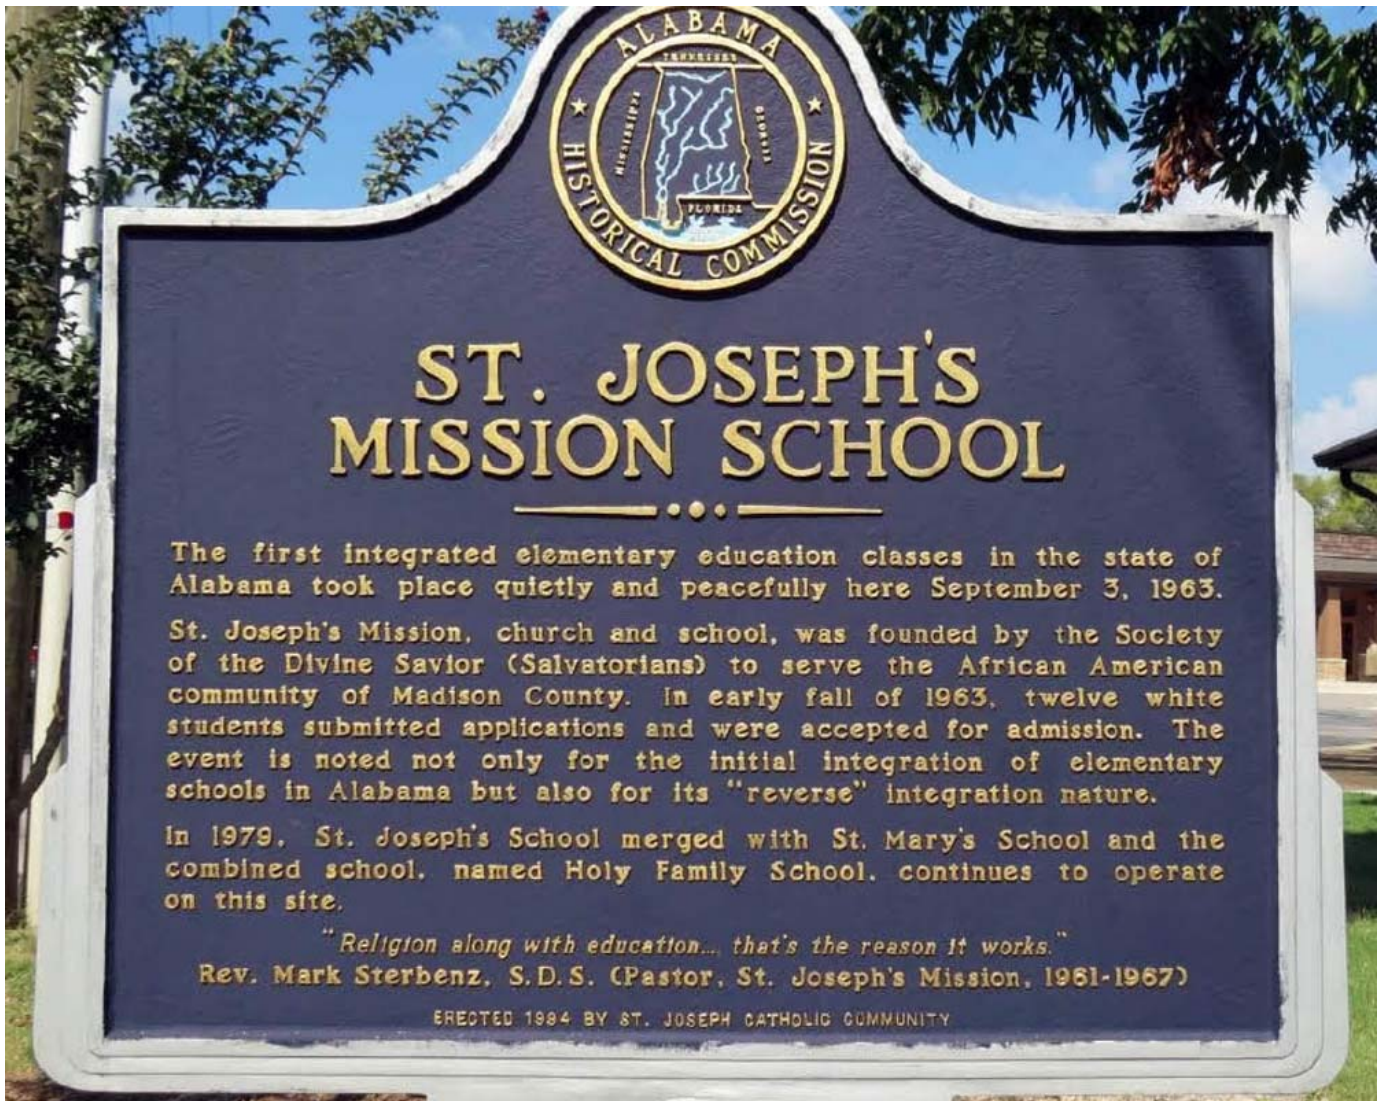 ALABAMA
HISTORICAL COMMISSION
TENNESSEE
MISSISSIPPI
GEORGIA
FLORIDA
ST. JOSEPH'S
MISSION SCHOOL
The first integrated elementary education classes in the state of
Alabama took place quietly and peacefully here September 3, 1963.
St. Joseph's Mission, church and school, was founded by the Society
of the Divine Savior (Salvatorians) to serve the African American
community of Madison County. In early fall of 1963, twelve white
students submitted applications and were accepted for admission. The
event is noted not only for the initial integration of elementary
schools in Alabama but also for its "reverse" integration nature.
In 1979, St. Joseph's School merged with St. Mary's School and the
combined school, named Holy Family School, continues to operate
on this site.
"Religion along with education... that's the reason it works."
Rev. Mark Sterbenz, S.D.S. (Pastor, St. Joseph's Mission, 1961-1967)
ERECTED 1994 BY ST. JOSEPH CATHOLIC COMMUNITY